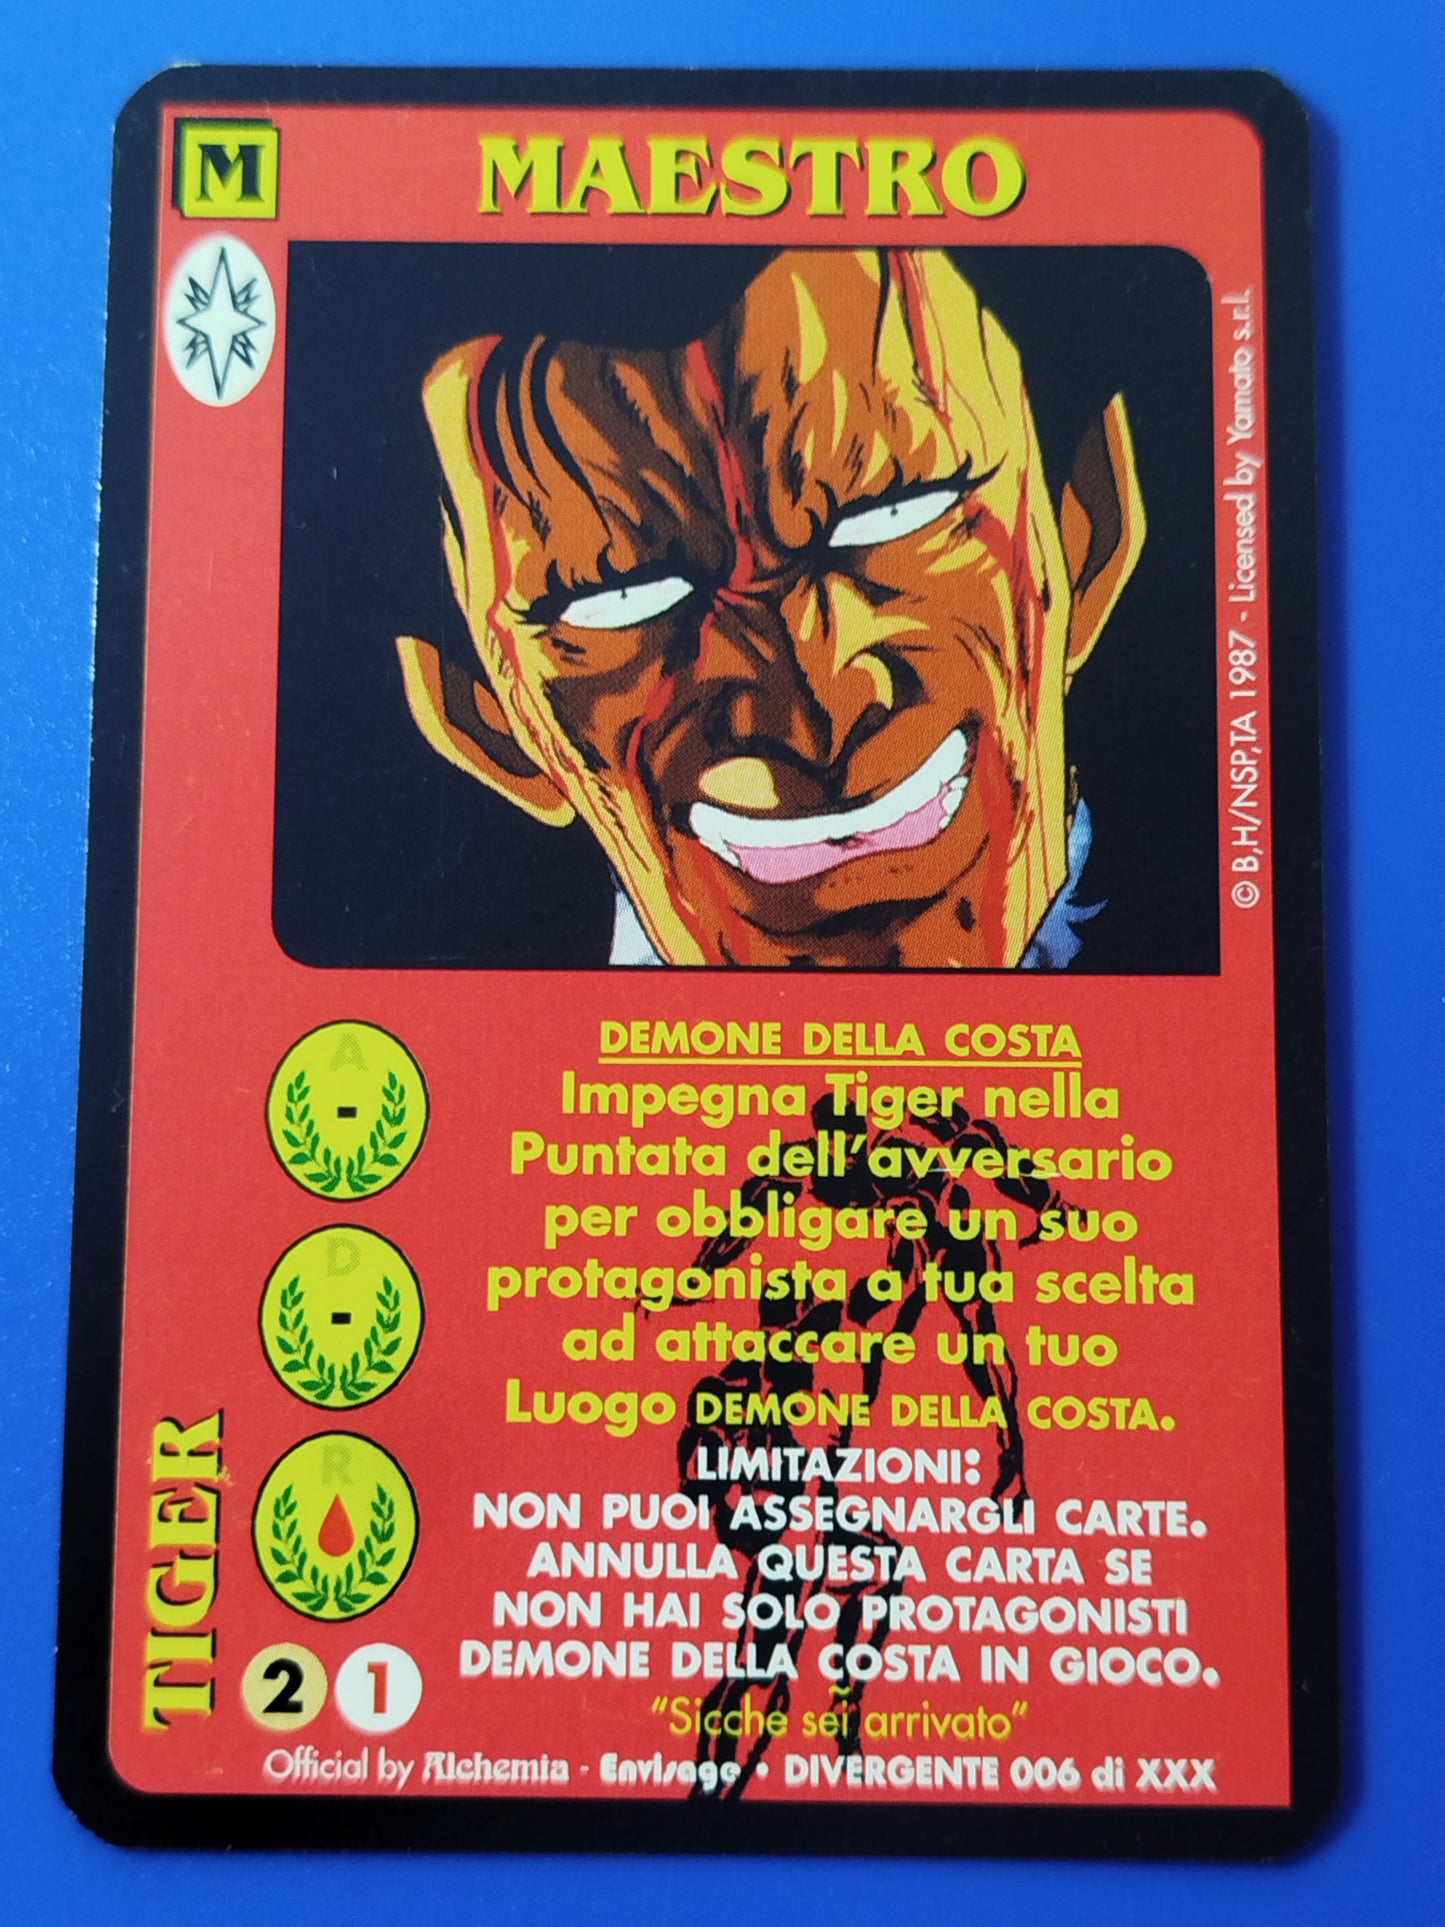 M
MAESTRO
© B,H/NSP,TA 1987 - Licensed by Yamato s.r.l.
A
-
D
-
R
2 1
TIGER
DEMONE DELLA COSTA
Impegna Tiger nella
Puntata dell'avversario
per obbligare un suo
protagonista a tua scelta
ad attaccare un tuo
Luogo DEMONE DELLA COSTA.
LIMITAZIONI:
NON PUOI ASSEGNARGLI CARTE.
ANNULLA QUESTA CARTA SE
NON HAI SOLO PROTAGONISTI
DEMONE DELLA COSTA IN GIOCO.
"Sicche sei arrivato"
Official by Alchemia - Envisage • DIVERGENTE 006 di XXX